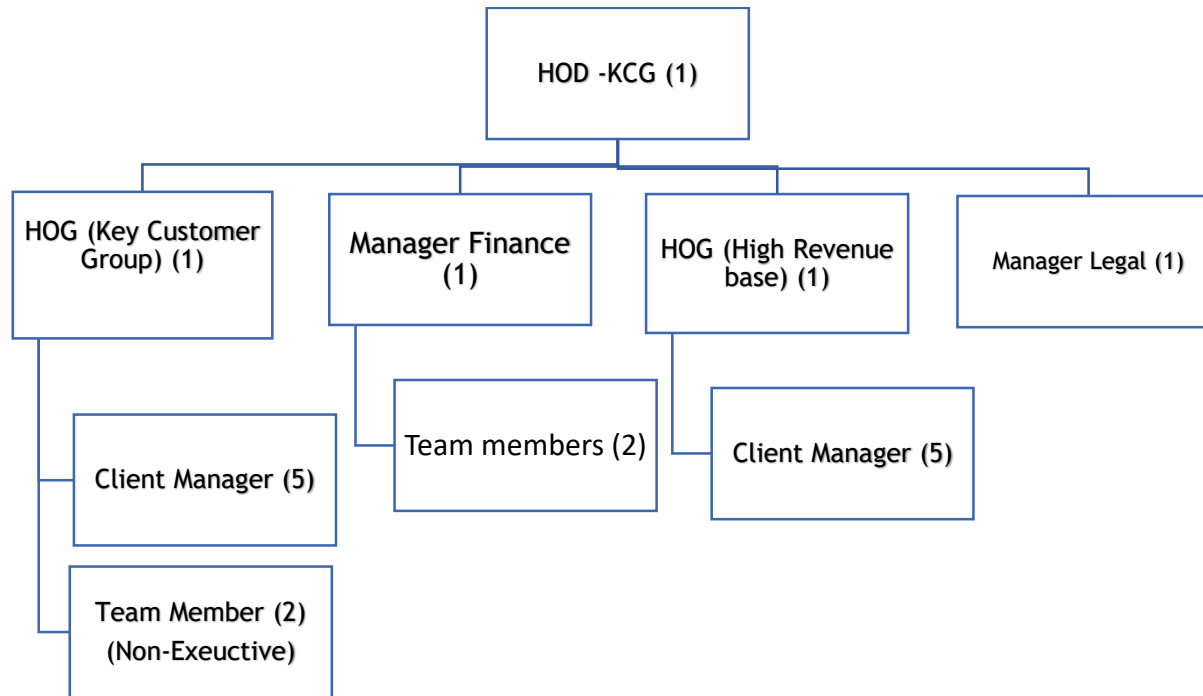 HOD -KCG (1)
HOG (Key Customer
Group) (1)
Manager Finance
(1)
HOG (High Revenue
base) (1)
Manager Legal (1)
Client Manager (5)
Team members (2)
Client Manager (5)
Team Member (2)
(Non-Exeuctive)